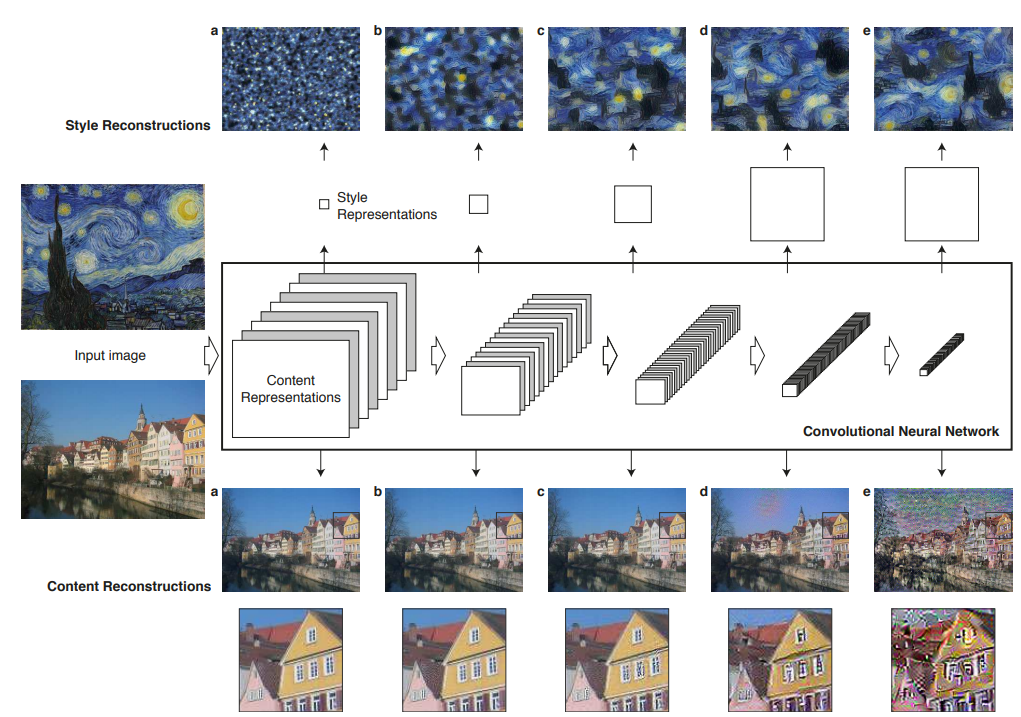 a
b
c
d
e
Style Reconstructions
Style
Representations
Input image
Content
Representations
Convolutional Neural Network
a
b
c
d
e
Content Reconstructions